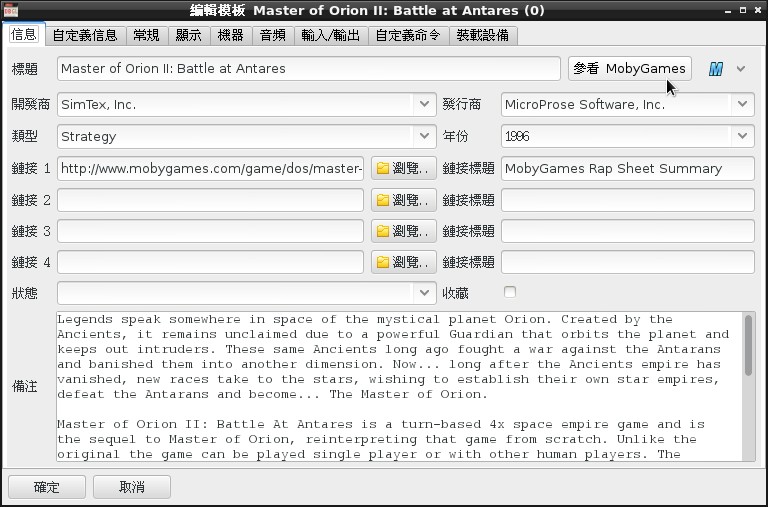 編輯模板 Master of Orion II: Battle at Antares (0)
信息 自定義信息 常規 顯示 機器 音頻 輸入/輸出 自定義命令 裝載設備
標題 Master of Orion II: Battle at Antares 參看 MobyGames
開發商 SimTex, Inc. 發行商 MicroProse Software, Inc.
類型 Strategy 年份 1996
鏈接 1 http://www.mobygames.com/game/dos/master- 瀏覽.. 鏈接標題 MobyGames Rap Sheet Summary
鏈接 2 瀏覽.. 鏈接標題
鏈接 3 瀏覽.. 鏈接標題
鏈接 4 瀏覽.. 鏈接標題
狀態 收藏
備注
Legends speak somewhere in space of the mystical planet Orion. Created by the
Ancients, it remains unclaimed due to a powerful Guardian that orbits the planet and
keeps out intruders. These same Ancients long ago fought a war against the Antarans
and banished them into another dimension. Now... long after the Ancients empire has
vanished, new races take to the stars, wishing to establish their own star empires,
defeat the Antarans and become... The Master of Orion.
Master of Orion II: Battle At Antares is a turn-based 4x space empire game and is
the sequel to Master of Orion, reinterpreting that game from scratch. Unlike the
original the game can be played single player or with other human players. The
確定 取消